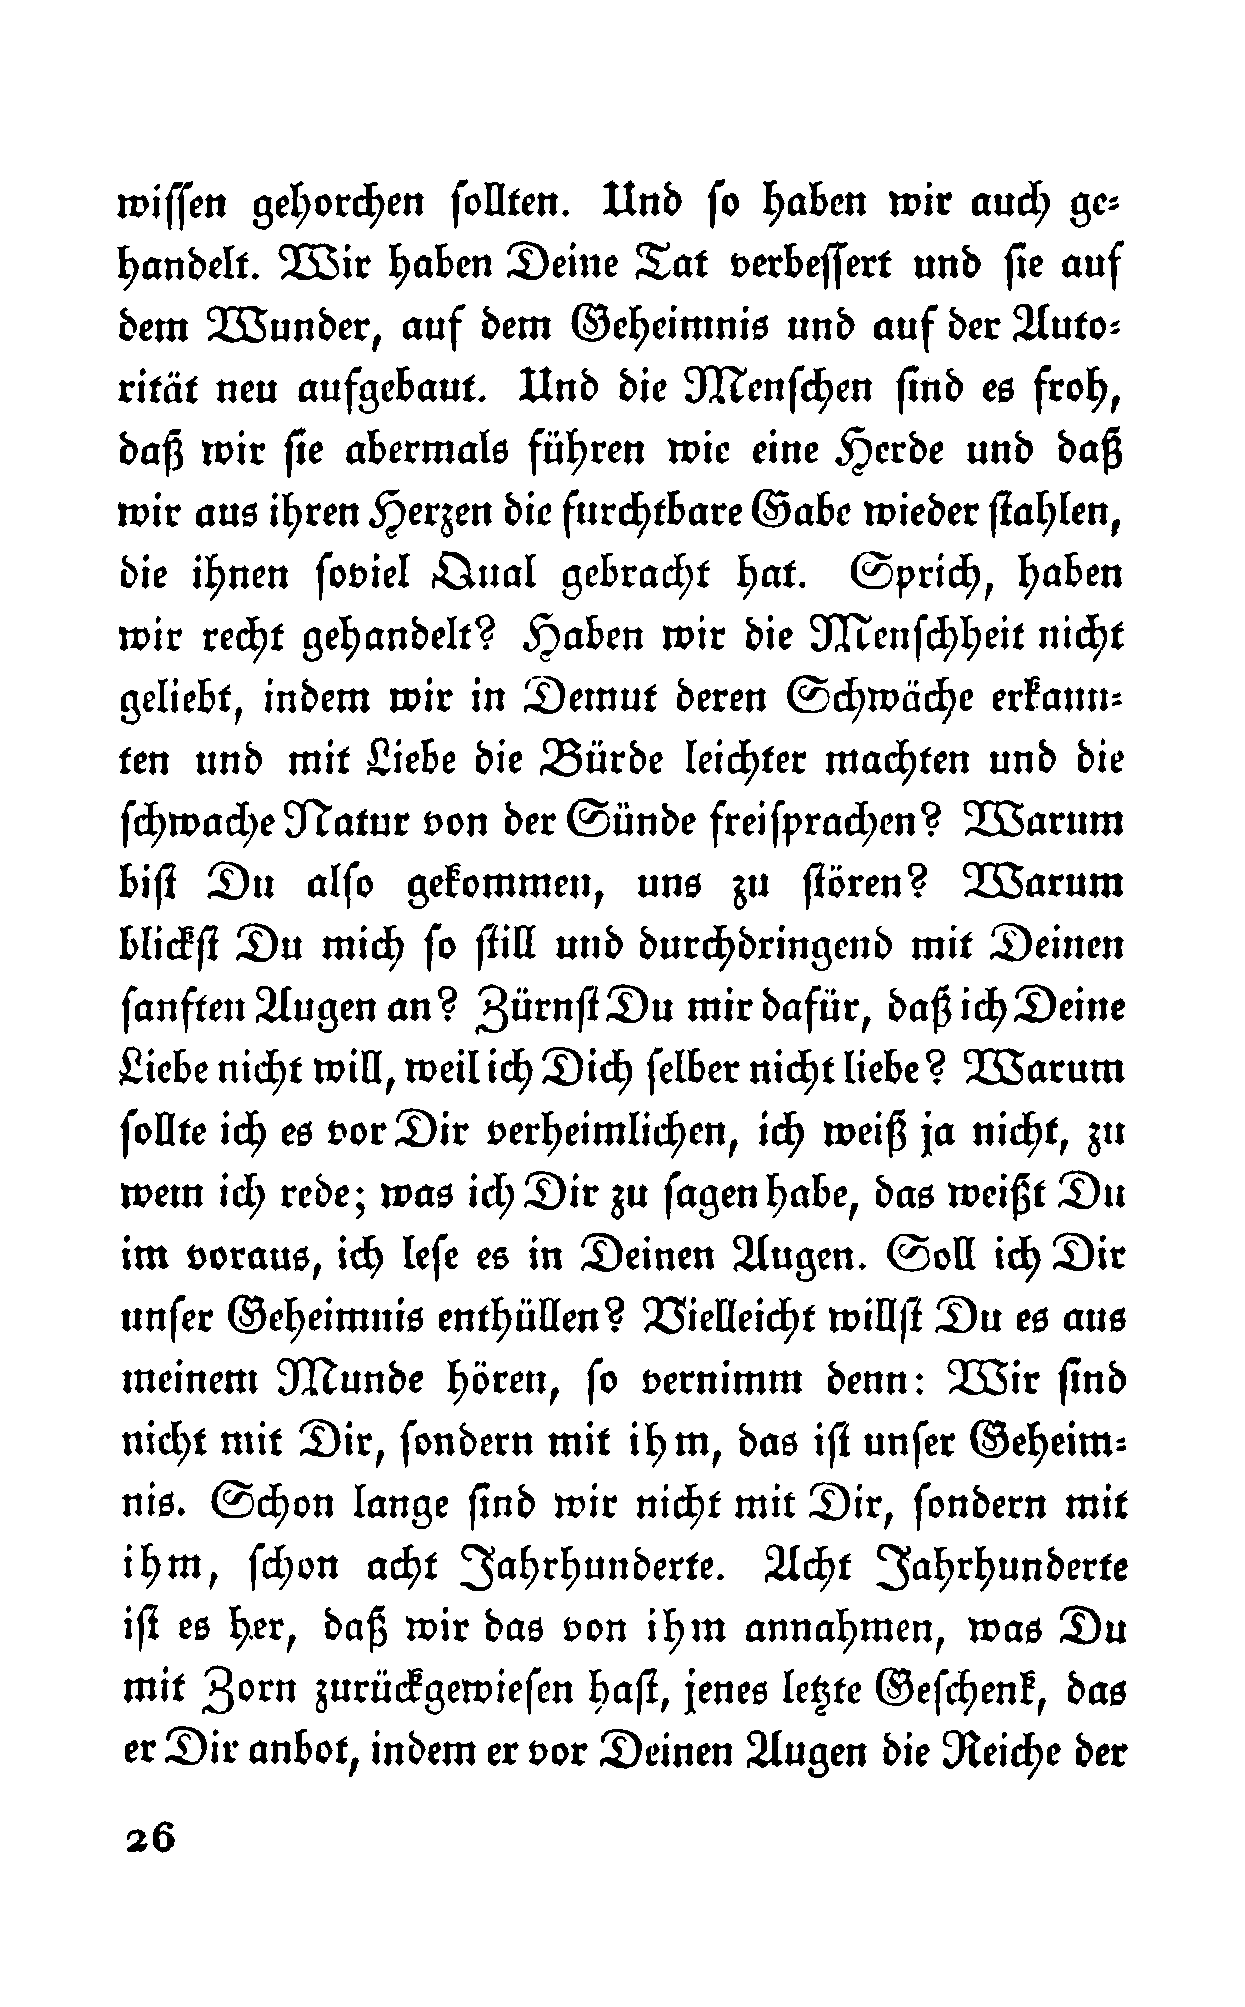 wissen gehorchen sollten. Und so haben wir auch ge-
handelt. Wir haben Deine Tat verbessert und sie auf
dem Wunder, auf dem Geheimnis und auf der Auto-
rität neu aufgebaut. Und die Menschen sind es froh,
daß wir sie abermals führen wie eine Herde und daß
wir aus ihren Herzen die furchtbare Gabe wieder stahlen,
die ihnen soviel Qual gebracht hat. Sprich, haben
wir recht gehandelt? Haben wir die Menschheit nicht
geliebt, indem wir in Demut deren Schwäche erkann-
ten und mit Liebe die Bürde leichter machten und die
schwache Natur von der Sünde freisprachen? Warum
bist Du also gekommen, uns zu stören? Warum
blickst Du mich so still und durchdringend mit Deinen
sanften Augen an? Zürnst Du mir dafür, daß ich Deine
Liebe nicht will, weil ich Dich selber nicht liebe? Warum
sollte ich es vor Dir verheimlichen, ich weiß ja nicht, zu
wem ich rede; was ich Dir zu sagen habe, das weißt Du
im voraus, ich lese es in Deinen Augen. Soll ich Dir
unser Geheimnis enthüllen? Vielleicht willst Du es aus
meinem Munde hören, so vernimm denn: Wir sind
nicht mit Dir, sondern mit ihm, das ist unser Geheim-
nis. Schon lange sind wir nicht mit Dir, sondern mit
ihm, schon acht Jahrhunderte. Acht Jahrhunderte
ist es her, daß wir das von ihm annahmen, was Du
mit Zorn zurückgewiesen hast, jenes letzte Geschenk, das
er Dir anbot, indem er vor Deinen Augen die Reiche der
26